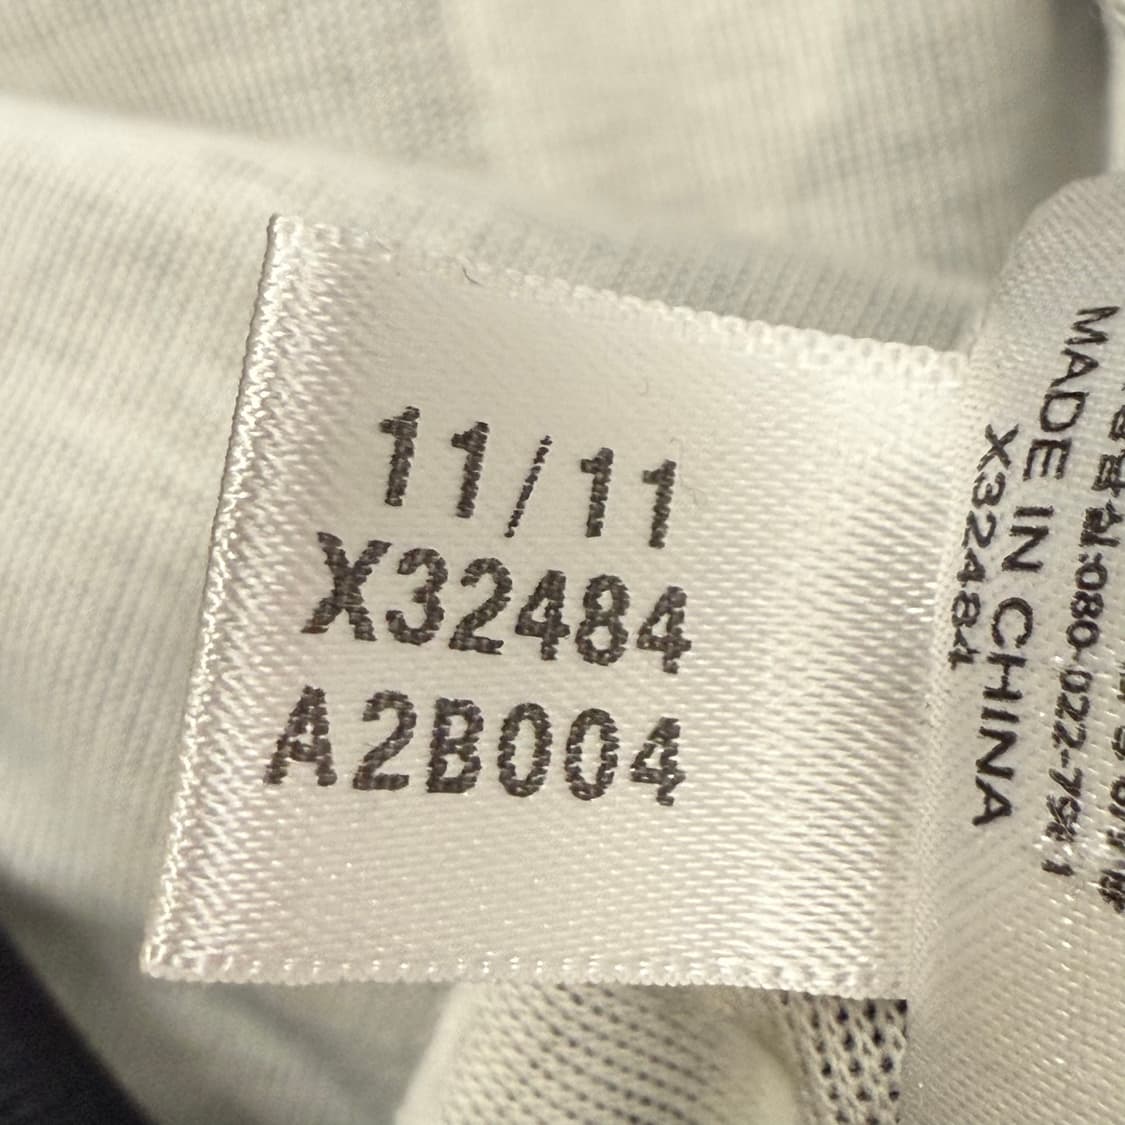 11/11
X32484
A2B004
MADE IN CHINA
X32484